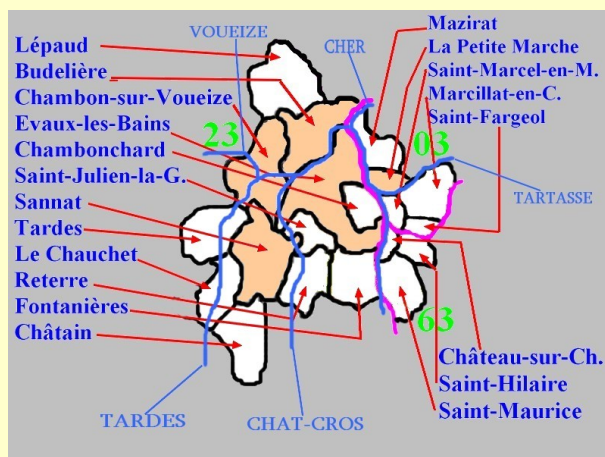 VOUEIZE
CHER
Lépaud
Budelière
Chambon-sur-Voueize
Evaux-les-Bains
Chambonchard
Saint-Julien-la-G.
Sannat
Tardes
Le Chauchet
Reterre
Fontanières
Châtain
Mazirat
La Petite Marche
Saint-Marcel-en-M.
Marcillat-en-C.
Saint-Fargeol
23
03
TARTASSE
63
Château-sur-Ch.
Saint-Hilaire
Saint-Maurice
TARDES
CHAT-CROS